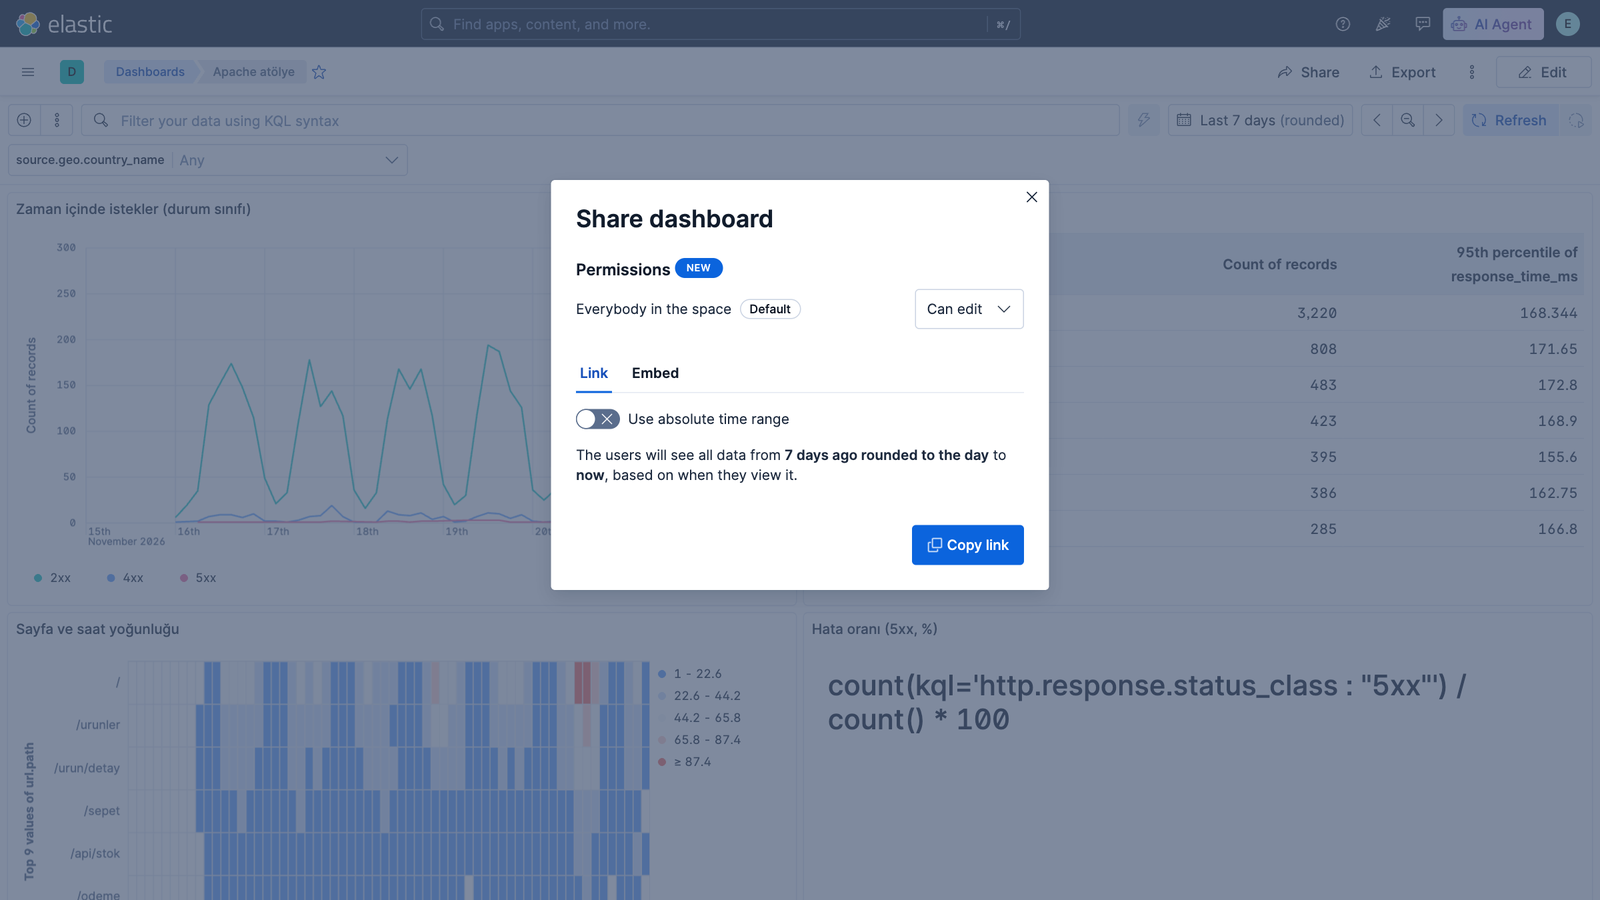 elastic
Find apps, content, and more.
⌘/
AI Agent
E
D
Dashboards
Apache atölye
Share
Export
Edit
Filter your data using KQL syntax
Last 7 days (rounded)
Refresh
source.geo.country_name
Any
Zaman içinde istekler (durum sınıfı)
Count of records
300
250
200
150
100
50
0
15th
November 2026
16th
17th
18th
19th
20
2xx
4xx
5xx
Share dashboard
Permissions
NEW
Everybody in the space
Default
Can edit
Link
Embed
Use absolute time range
The users will see all data from 7 days ago rounded to the day to
now, based on when they view it.
Copy link
Count of records
95th percentile of
response_time_ms
3,220 168.344
808 171.65
483 172.8
423 168.9
395 155.6
386 162.75
285 166.8
Sayfa ve saat yoğunluğu
Top 9 values of url.path
/
/urunler
/urun/detay
/sepet
/api/stok
/odeme
1 - 22.6
22.6 - 44.2
44.2 - 65.8
65.8 - 87.4
≥ 87.4
Hata oranı (5xx, %)
count(kql='http.response.status_class : "5xx"') /
count() * 100